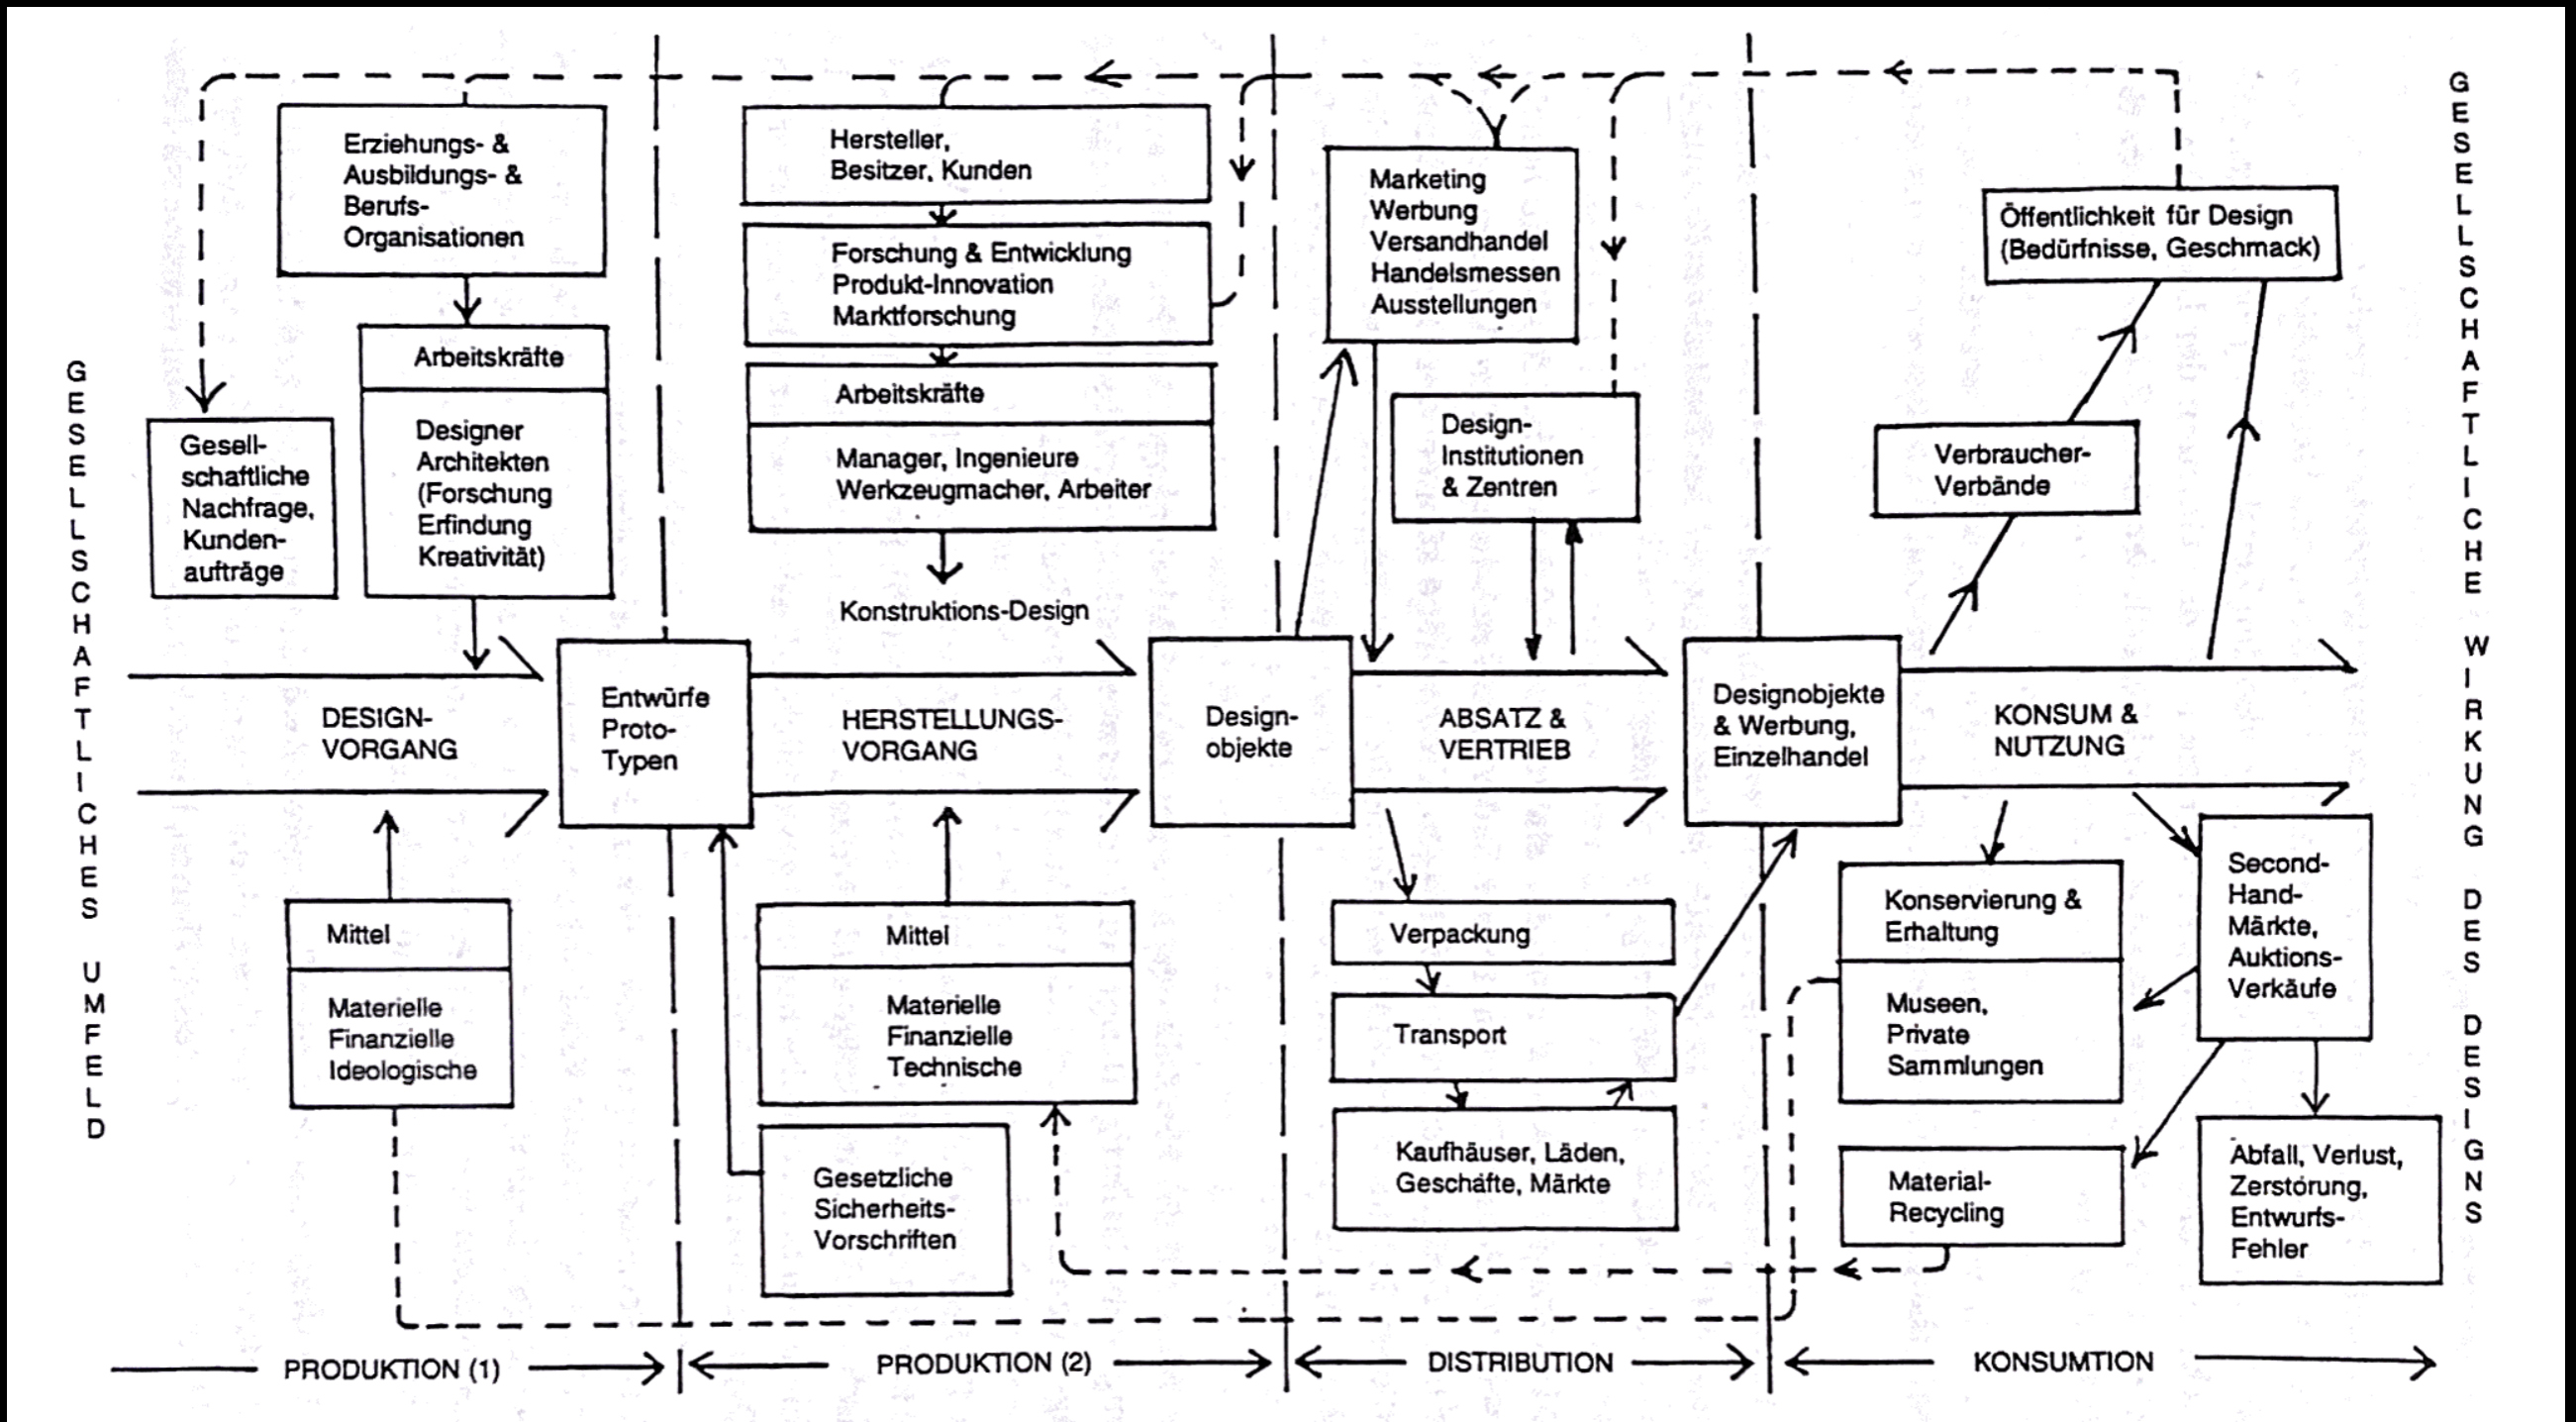 GESELLSCHAFTLICHES UMFELD
Erziehungs- &
Ausbildungs- &
Berufs-
Organisationen
Arbeitskräfte
Designer
Architekten
(Forschung
Erfindung
Kreativität)
Gesell-
schaftliche
Nachfrage,
Kunden-
aufträge
DESIGN-
VORGANG
Mittel
Materielle
Finanzielle
Ideologische
Entwürfe
Proto-
Typen
Hersteller,
Besitzer, Kunden
Forschung & Entwicklung
Produkt-Innovation
Marktforschung
Arbeitskräfte
Manager, Ingenieure
Werkzeugmacher, Arbeiter
Konstruktions-Design
HERSTELLUNGS-
VORGANG
Mittel
Materielle
Finanzielle
Technische
Gesetzliche
Sicherheits-
Vorschriften
Design-
objekte
Marketing
Werbung
Versandhandel
Handelsmessen
Ausstellungen
Design-
Institutionen
& Zentren
ABSATZ &
VERTRIEB
Verpackung
Transport
Kaufhäuser, Läden,
Geschäfte, Märkte
Designobjekte
& Werbung,
Einzelhandel
Öffentlichkeit für Design
(Bedürfnisse, Geschmack)
Verbraucher-
Verbände
KONSUM &
NUTZUNG
Konservierung &
Erhaltung
Museen,
Private
Sammlungen
Second-
Hand-
Märkte,
Auktions-
Verkäufe
Material-
Recycling
Abfall, Verlust,
Zerstörung,
Entwurfs-
Fehler
GESELLSCHAFTLICHE WIRKUNG DES DESIGNS
PRODUKTION (1)
PRODUKTION (2)
DISTRIBUTION
KONSUMTION